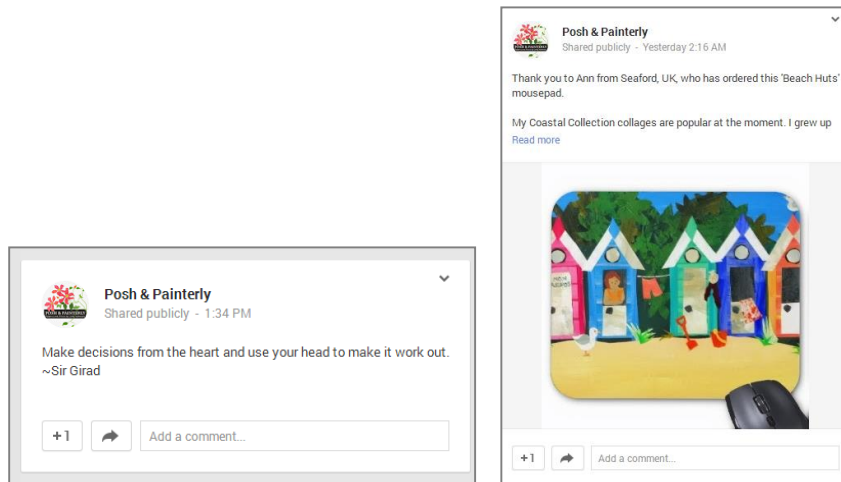 Posh & Painterly
Shared publicly - 1:34 PM
Make decisions from the heart and use your head to make it work out.
~Sir Girad
+1
Add a comment...
Posh & Painterly
Shared publicly - Yesterday 2:16 AM
Thank you to Ann from Seaford, UK, who has ordered this 'Beach Huts'
mousepad.
My Coastal Collection collages are popular at the moment. I grew up
Read more
+1
Add a comment...